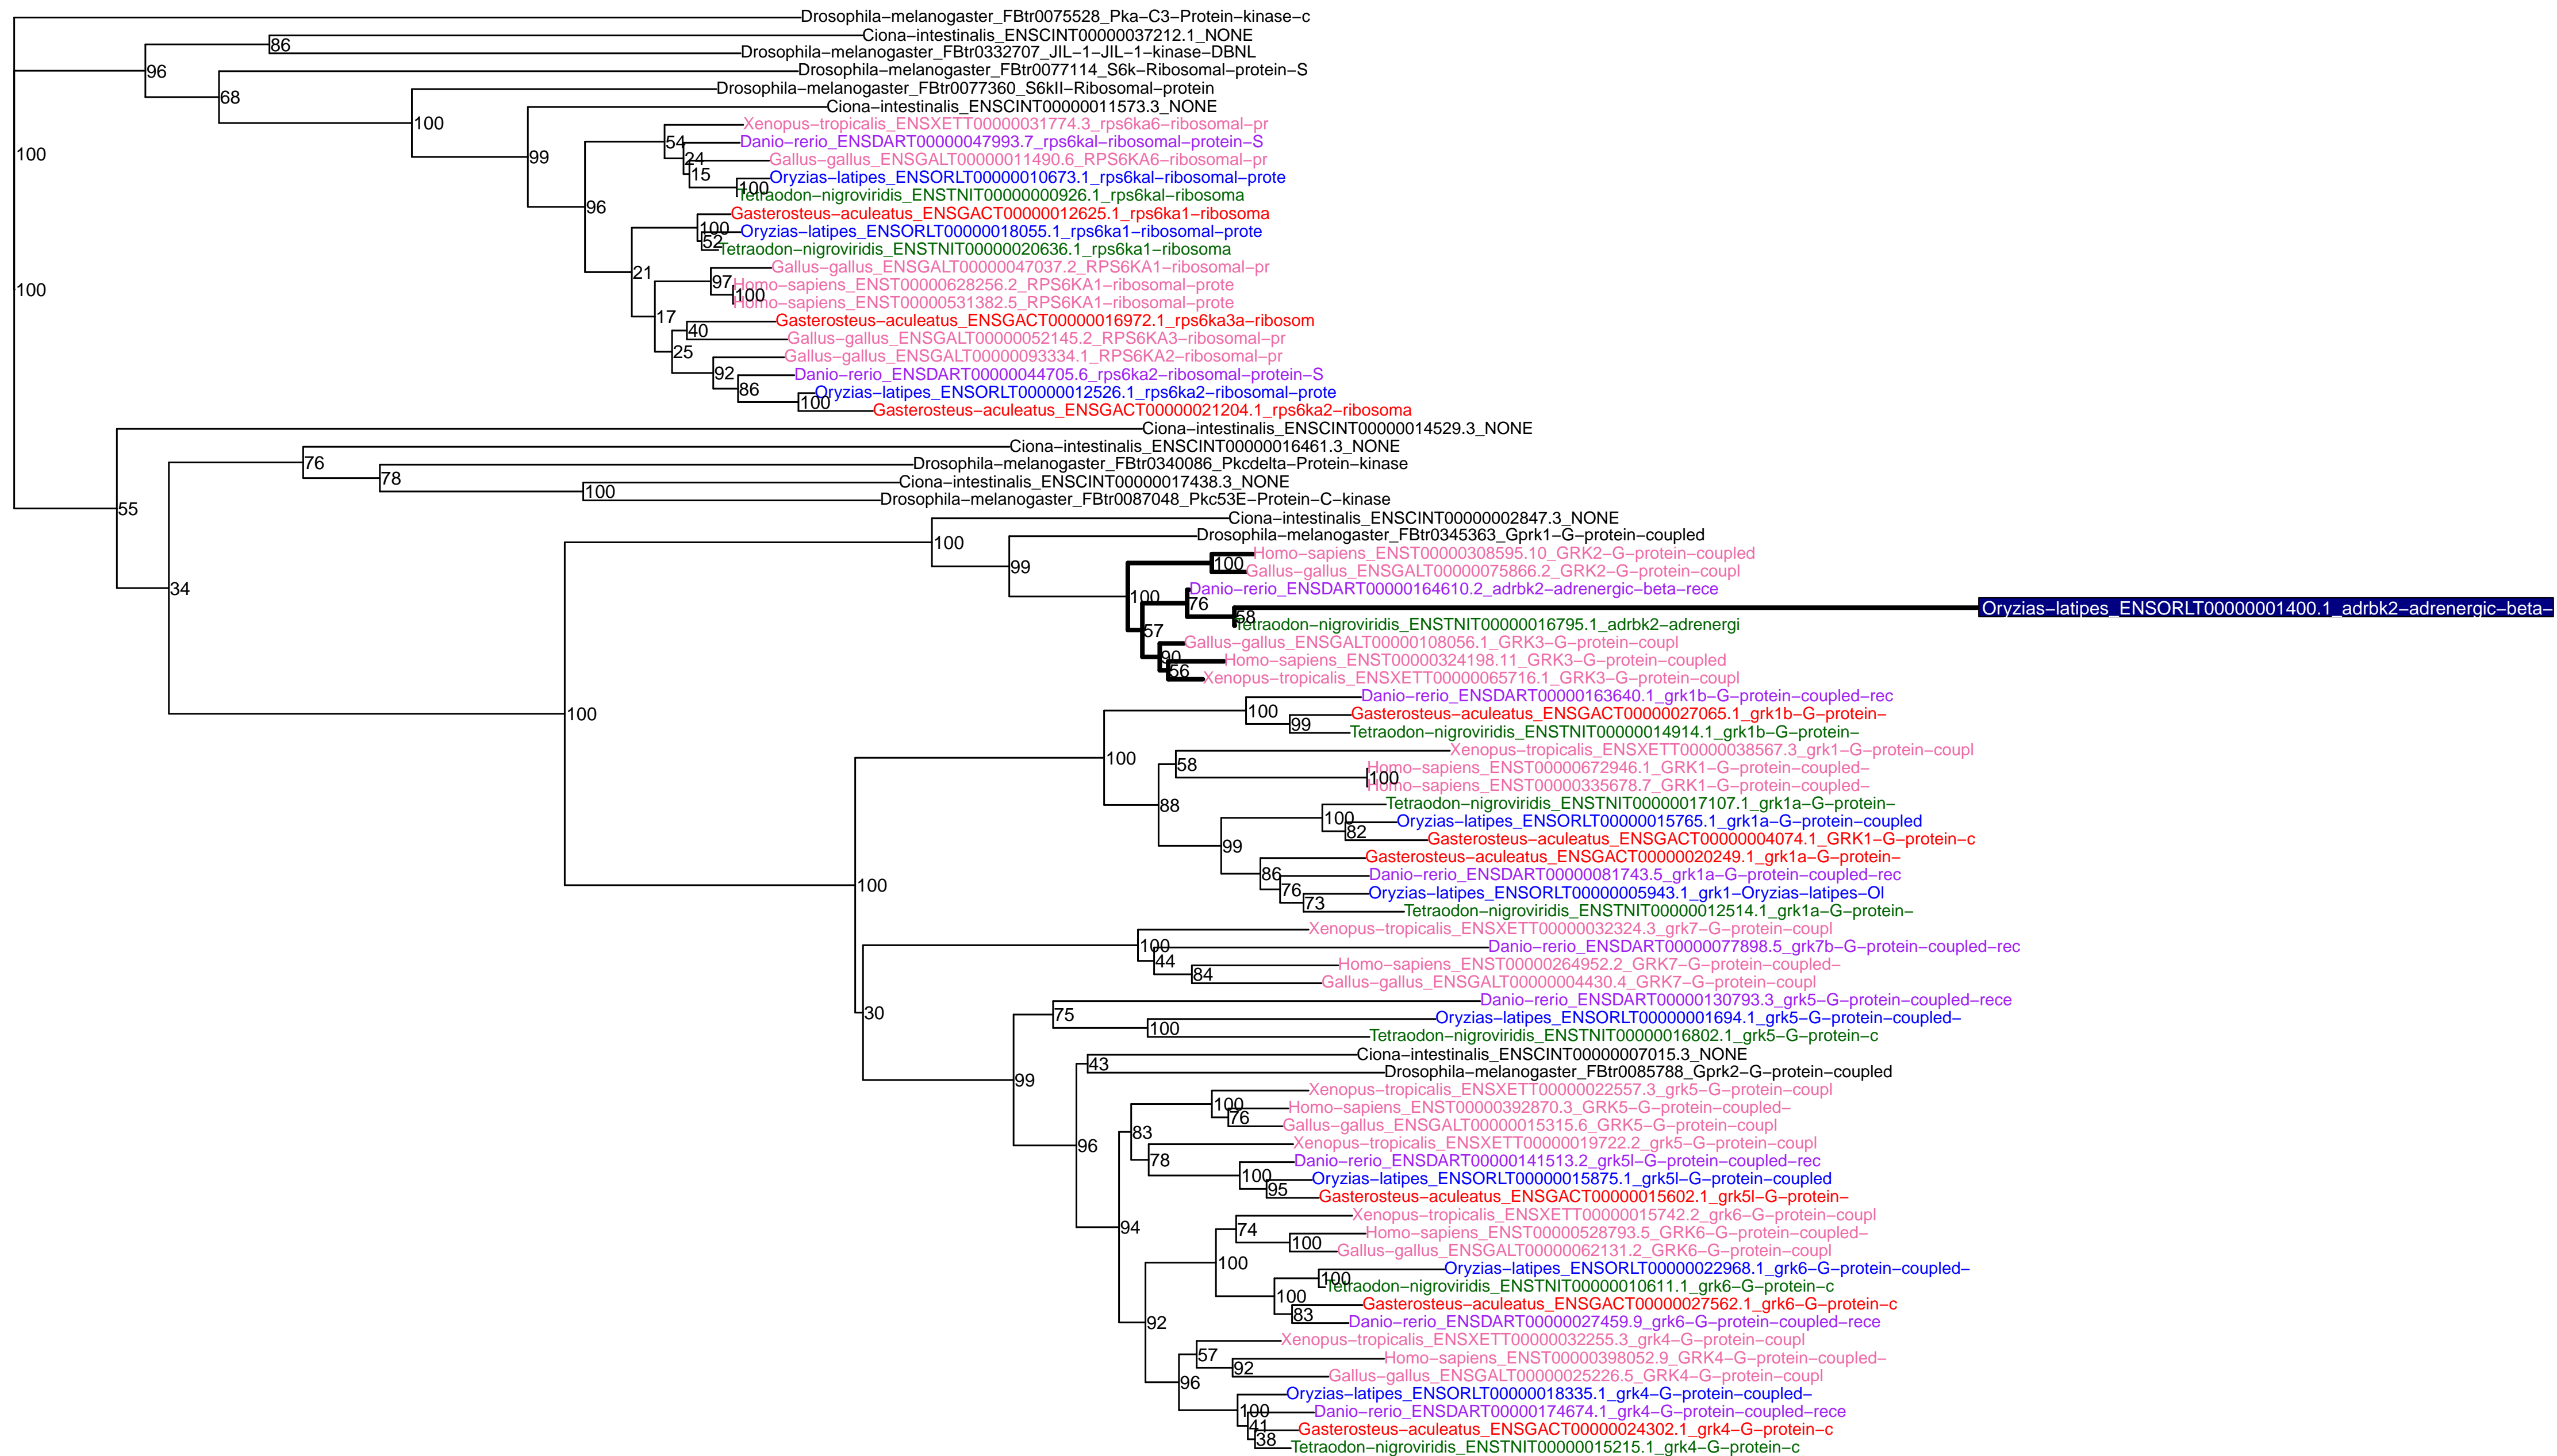 Drosophila−melanogaster_FBtr0075528_Pka−C3−Protein−kinase−c
Ciona−intestinalis_ENSCINT00000037212.1_NONE
86
Drosophila−melanogaster_FBtr0332707_JIL−1−JIL−1−kinase−DBNL
96
Drosophila−melanogaster_FBtr0077114_S6k−Ribosomal−protein−S
68
Drosophila−melanogaster_FBtr0077360_S6kII−Ribosomal−protein
100
Ciona−intestinalis_ENSCINT00000011573.3_NONE
Xenopus−tropicalis_ENSXETT00000031774.3_rps6ka6−ribosomal−pr
54
Danio−rerio_ENSDART00000047993.7_rps6kal−ribosomal−protein−S
100
99
24
Gallus−gallus_ENSGALT00000011490.6_RPS6KA6−ribosomal−pr
15
Oryzias−latipes_ENSORLT00000010673.1_rps6kal−ribosomal−prote
100
Tetraodon−nigroviridis_ENSTNIT00000000926.1_rps6kal−ribosoma
96
Gasterosteus−aculeatus_ENSGACT00000012625.1_rps6ka1−ribosoma
100
Oryzias−latipes_ENSORLT00000018055.1_rps6ka1−ribosomal−prote
52
Tetraodon−nigroviridis_ENSTNIT00000020636.1_rps6ka1−ribosoma
21
Gallus−gallus_ENSGALT00000047037.2_RPS6KA1−ribosomal−pr
97
Homo−sapiens_ENST00000628256.2_RPS6KA1−ribosomal−prote
100
100
Homo−sapiens_ENST00000531382.5_RPS6KA1−ribosomal−prote
17
Gasterosteus−aculeatus_ENSGACT00000016972.1_rps6ka3a−ribosom
40
Gallus−gallus_ENSGALT00000052145.2_RPS6KA3−ribosomal−pr
25
Gallus−gallus_ENSGALT00000093334.1_RPS6KA2−ribosomal−pr
92
Danio−rerio_ENSDART00000044705.6_rps6ka2−ribosomal−protein−S
86
Oryzias−latipes_ENSORLT00000012526.1_rps6ka2−ribosomal−prote
100
Gasterosteus−aculeatus_ENSGACT00000021204.1_rps6ka2−ribosoma
Ciona−intestinalis_ENSCINT00000014529.3_NONE
Ciona−intestinalis_ENSCINT00000016461.3_NONE
76
Drosophila−melanogaster_FBtr0340086_Pkcdelta−Protein−kinase
78
Ciona−intestinalis_ENSCINT00000017438.3_NONE
100
Drosophila−melanogaster_FBtr0087048_Pkc53E−Protein−C−kinase
55
Ciona−intestinalis_ENSCINT00000002847.3_NONE
Drosophila−melanogaster_FBtr0345363_Gprk1−G−protein−coupled
100
Homo−sapiens_ENST00000308595.10_GRK2−G−protein−coupled
100
99
Gallus−gallus_ENSGALT00000075866.2_GRK2−G−protein−coupl
34
Danio−rerio_ENSDART00000164610.2_adrbk2−adrenergic−beta−rece
100
76
Oryzias−latipes_ENSORLT00000001400.1_adrbk2−adrenergic−beta−
58
Tetraodon−nigroviridis_ENSTNIT00000016795.1_adrbk2−adrenergi
57
Gallus−gallus_ENSGALT00000108056.1_GRK3−G−protein−coupl
90
Homo−sapiens_ENST00000324198.11_GRK3−G−protein−coupled
56
Xenopus−tropicalis_ENSXETT00000065716.1_GRK3−G−protein−coupl
Danio−rerio_ENSDART00000163640.1_grk1b−G−protein−coupled−rec
100
100
Gasterosteus−aculeatus_ENSGACT00000027065.1_grk1b−G−protein−
99
Tetraodon−nigroviridis_ENSTNIT00000014914.1_grk1b−G−protein−
Xenopus−tropicalis_ENSXETT00000038567.3_grk1−G−protein−coupl
100
58
Homo−sapiens_ENST00000672946.1_GRK1−G−protein−coupled−
100
Homo−sapiens_ENST00000335678.7_GRK1−G−protein−coupled−
88
Tetraodon−nigroviridis_ENSTNIT00000017107.1_grk1a−G−protein−
100
Oryzias−latipes_ENSORLT00000015765.1_grk1a−G−protein−coupled
82
Gasterosteus−aculeatus_ENSGACT00000004074.1_GRK1−G−protein−c
99
Gasterosteus−aculeatus_ENSGACT00000020249.1_grk1a−G−protein−
86
Danio−rerio_ENSDART00000081743.5_grk1a−G−protein−coupled−rec
100
76
Oryzias−latipes_ENSORLT00000005943.1_grk1−Oryzias−latipes−Ol
73
Tetraodon−nigroviridis_ENSTNIT00000012514.1_grk1a−G−protein−
Xenopus−tropicalis_ENSXETT00000032324.3_grk7−G−protein−coupl
100
Danio−rerio_ENSDART00000077898.5_grk7b−G−protein−coupled−rec
44
Homo−sapiens_ENST00000264952.2_GRK7−G−protein−coupled−
84
Gallus−gallus_ENSGALT00000004430.4_GRK7−G−protein−coupl
Danio−rerio_ENSDART00000130793.3_grk5−G−protein−coupled−rece
30
75
Oryzias−latipes_ENSORLT00000001694.1_grk5−G−protein−coupled−
100
Tetraodon−nigroviridis_ENSTNIT00000016802.1_grk5−G−protein−c
Ciona−intestinalis_ENSCINT00000007015.3_NONE
43
Drosophila−melanogaster_FBtr0085788_Gprk2−G−protein−coupled
99
Xenopus−tropicalis_ENSXETT00000022557.3_grk5−G−protein−coupl
100
Homo−sapiens_ENST00000392870.3_GRK5−G−protein−coupled−
76
Gallus−gallus_ENSGALT00000015315.6_GRK5−G−protein−coupl
83
Xenopus−tropicalis_ENSXETT00000019722.2_grk5−G−protein−coupl
96
78
Danio−rerio_ENSDART00000141513.2_grk5l−G−protein−coupled−rec
100
Oryzias−latipes_ENSORLT00000015875.1_grk5l−G−protein−coupled
95
Gasterosteus−aculeatus_ENSGACT00000015602.1_grk5l−G−protein−
Xenopus−tropicalis_ENSXETT00000015742.2_grk6−G−protein−coupl
94
74
Homo−sapiens_ENST00000528793.5_GRK6−G−protein−coupled−
100
Gallus−gallus_ENSGALT00000062131.2_GRK6−G−protein−coupl
100
Oryzias−latipes_ENSORLT00000022968.1_grk6−G−protein−coupled−
100
Tetraodon−nigroviridis_ENSTNIT00000010611.1_grk6−G−protein−c
100
Gasterosteus−aculeatus_ENSGACT00000027562.1_grk6−G−protein−c
83
Danio−rerio_ENSDART00000027459.9_grk6−G−protein−coupled−rece
92
Xenopus−tropicalis_ENSXETT00000032255.3_grk4−G−protein−coupl
57
Homo−sapiens_ENST00000398052.9_GRK4−G−protein−coupled−
92
Gallus−gallus_ENSGALT00000025226.5_GRK4−G−protein−coupl
96
Oryzias−latipes_ENSORLT00000018335.1_grk4−G−protein−coupled−
100
Danio−rerio_ENSDART00000174674.1_grk4−G−protein−coupled−rece
41
Gasterosteus−aculeatus_ENSGACT00000024302.1_grk4−G−protein−c
38
Tetraodon−nigroviridis_ENSTNIT00000015215.1_grk4−G−protein−c